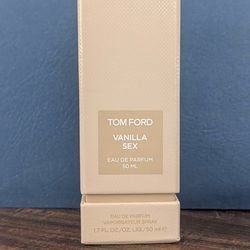 TOM FORD
VANILLA
SEX
EAU DE PARFUM
50 ML
EAU DE PARFUM
VAPORISATEUR SPRAY
1.7 FL. OZ./OZ. LIQ./50 ml ℮